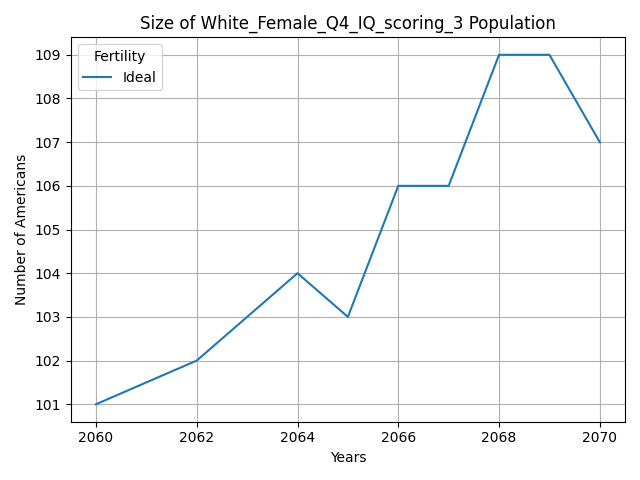 Size of White_Female_Q4_IQ_scoring_3 Population
Fertility
Ideal
109
108
107
106
105
104
103
102
101
Number of Americans
2060 2062 2064 2066 2068 2070
Years